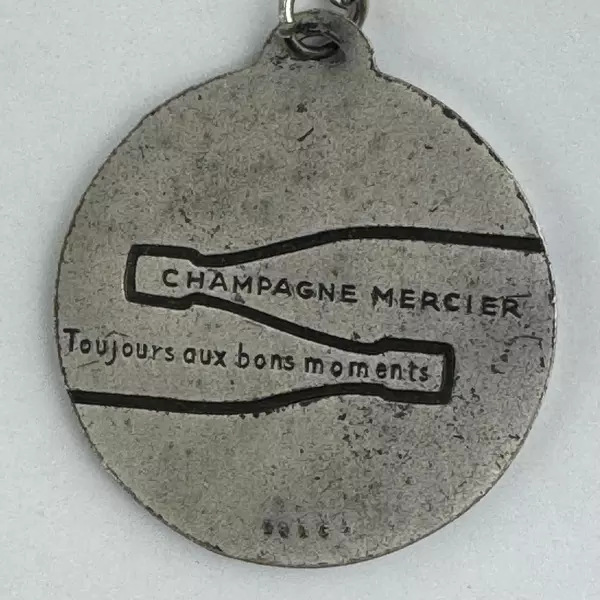 CHAMPAGNE MERCIER
Toujours aux bons moments